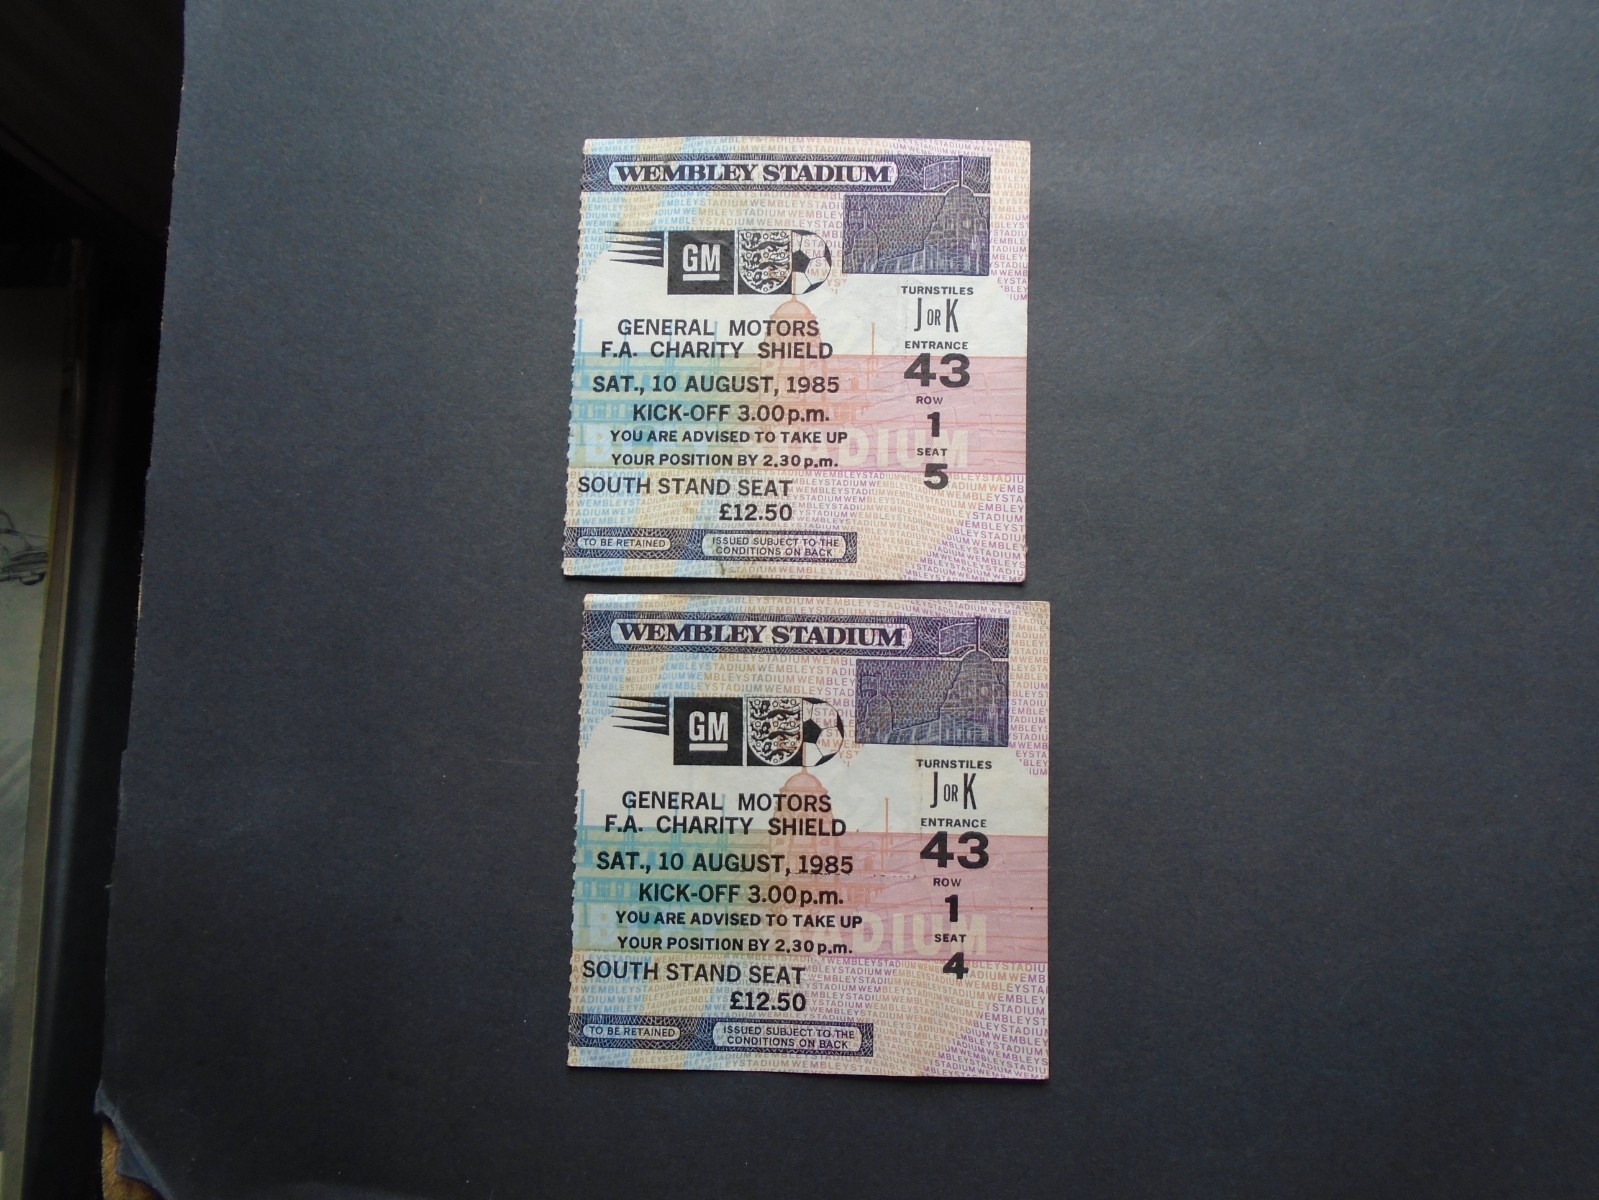 WEMBLEY STADIUM
GM
TURNSTILES
J OR K
GENERAL MOTORS
F.A. CHARITY SHIELD
ENTRANCE
43
SAT., 10 AUGUST, 1985
ROW
KICK-OFF 3.00p.m.
1
YOU ARE ADVISED TO TAKE UP
YOUR POSITION BY 2.30 p.m.
SEAT
5
SOUTH STAND SEAT
£12.50
TO BE RETAINED
ISSUED SUBJECT TO THE
CONDITIONS ON BACK
WEMBLEY STADIUM
GM
TURNSTILES
J OR K
GENERAL MOTORS
F.A. CHARITY SHIELD
ENTRANCE
43
SAT., 10 AUGUST, 1985
ROW
KICK-OFF 3.00p.m.
1
YOU ARE ADVISED TO TAKE UP
YOUR POSITION BY 2.30 p.m.
SEAT
4
SOUTH STAND SEAT
£12.50
TO BE RETAINED
ISSUED SUBJECT TO THE
CONDITIONS ON BACK